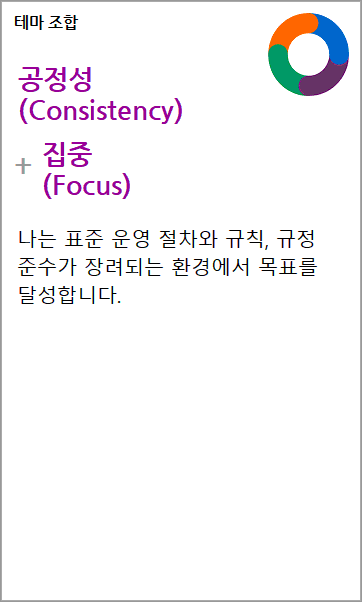 테마 조합
공정성
(Consistency)
+ 집중
(Focus)
나는 표준 운영 절차와 규칙, 규정
준수가 장려되는 환경에서 목표를
달성합니다.